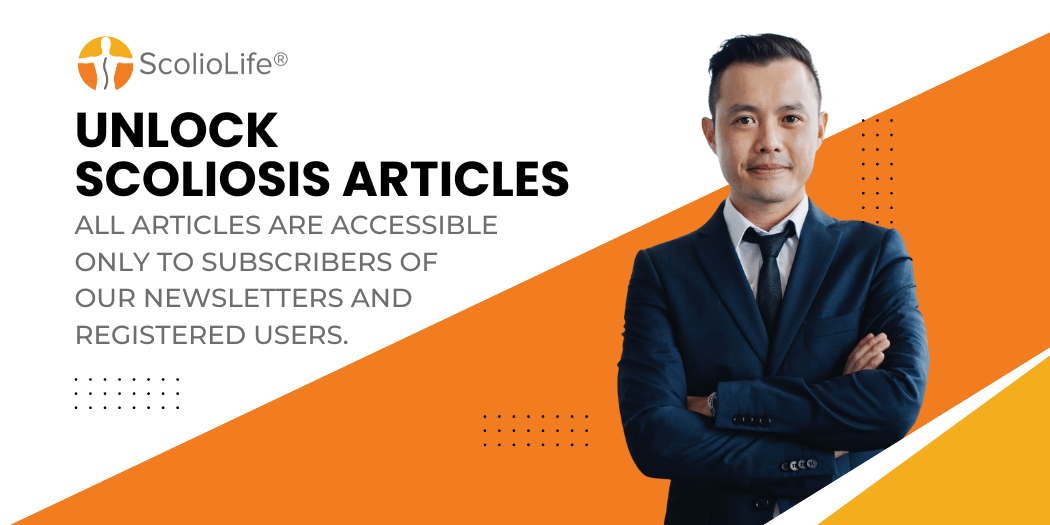 ScolioLife®
UNLOCK
SCOLIOSIS ARTICLES
ALL ARTICLES ARE ACCESSIBLE
ONLY TO SUBSCRIBERS OF
OUR NEWSLETTERS AND
REGISTERED USERS.